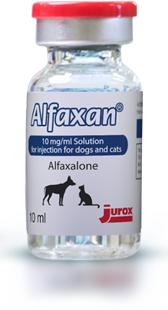 Alfaxan®
10 mg/ml Solution
for injection for dogs and cats
Alfaxalone
10 ml
jurox